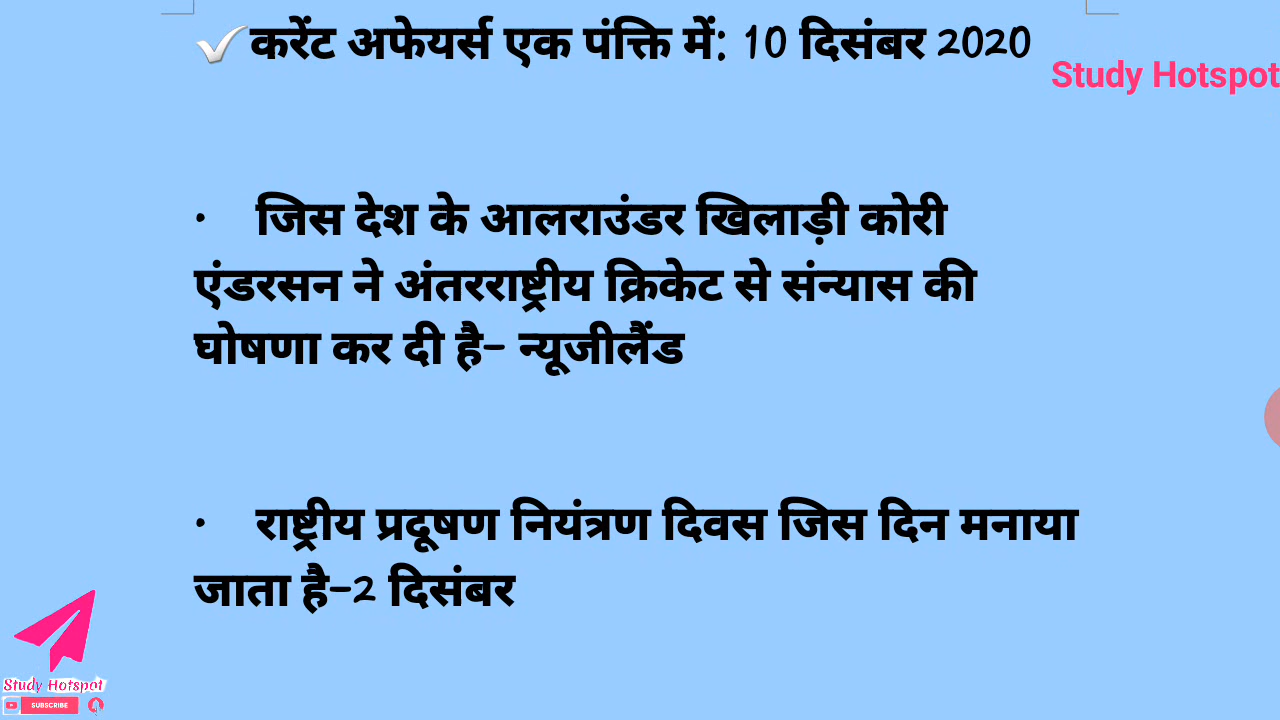 ✔करेंट अफेयर्स एक पंक्ति में: 10 दिसंबर 2020
Study Hotspot
· जिस देश के आलराउंडर खिलाड़ी कोरी
एंडरसन ने अंतरराष्ट्रीय क्रिकेट से संन्यास की
घोषणा कर दी है- न्यूजीलैंड
· राष्ट्रीय प्रदूषण नियंत्रण दिवस जिस दिन मनाया
जाता है-2 दिसंबर
Study Hotspot
SUBSCRIBE